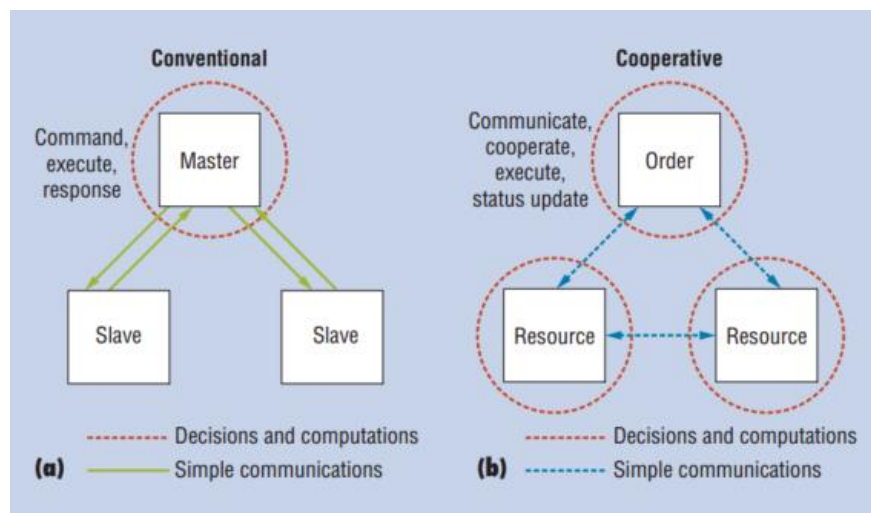 Conventional
Command,
execute,
response
Master
Slave
Slave
Decisions and computations
(a)
Simple communications
Cooperative
Communicate,
cooperate,
execute,
status update
Order
Resource
Resource
Decisions and computations
(b)
Simple communications